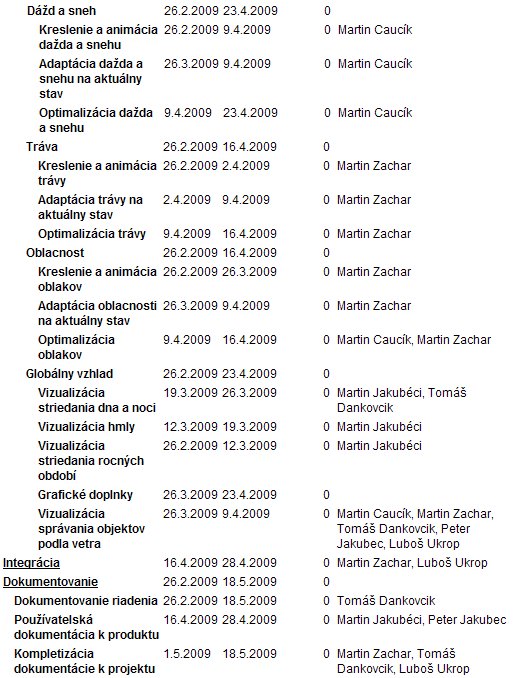 Dážd a sneh 26.2.2009 23.4.2009 0
Kreslenie a animácia 26.2.2009 9.4.2009 0 Martin Caucík
dažda a snehu
Adaptácia dažda a 26.3.2009 9.4.2009 0 Martin Caucík
snehu na aktuálny
stav
Optimalizácia dažda 9.4.2009 23.4.2009 0 Martin Caucík
a snehu
Tráva 26.2.2009 16.4.2009 0
Kreslenie a animácia 26.2.2009 2.4.2009 0 Martin Zachar
trávy
Adaptácia trávy na 2.4.2009 9.4.2009 0 Martin Zachar
aktuálny stav
Optimalizácia trávy 9.4.2009 16.4.2009 0 Martin Zachar
Oblacnost 26.2.2009 16.4.2009 0
Kreslenie a animácia 26.2.2009 26.3.2009 0 Martin Zachar
oblakov
Adaptácia oblacnosti 26.3.2009 9.4.2009 0 Martin Zachar
na aktuálny stav
Optimalizácia 9.4.2009 16.4.2009 0 Martin Caucík, Martin Zachar
oblakov
Globálny vzhlad 26.2.2009 23.4.2009 0
Vizualizácia 19.3.2009 26.3.2009 0 Martin Jakubéci, Tomáš
striedania dna a noci Dankovcik
Vizualizácia hmly 12.3.2009 19.3.2009 0 Martin Jakubéci
Vizualizácia 26.2.2009 12.3.2009 0 Martin Jakubéci
striedania rocných
období
Grafické doplnky 26.3.2009 23.4.2009 0
Vizualizácia 26.3.2009 9.4.2009 0 Martin Caucík, Martin Zachar,
správania objektov Tomáš Dankovcik, Peter
podla vetra Jakubec, Luboš Ukrop
Integrácia 16.4.2009 28.4.2009 0 Martin Zachar, Luboš Ukrop
Dokumentovanie 26.2.2009 18.5.2009 0
Dokumentovanie riadenia 26.2.2009 18.5.2009 0 Tomáš Dankovcik
Používatelská 16.4.2009 28.4.2009 0 Martin Jakubéci, Peter Jakubec
dokumentácia k produktu
Kompletizácia 1.5.2009 18.5.2009 0 Martin Zachar, Tomáš
dokumentácie k projektu Dankovcik, Luboš Ukrop